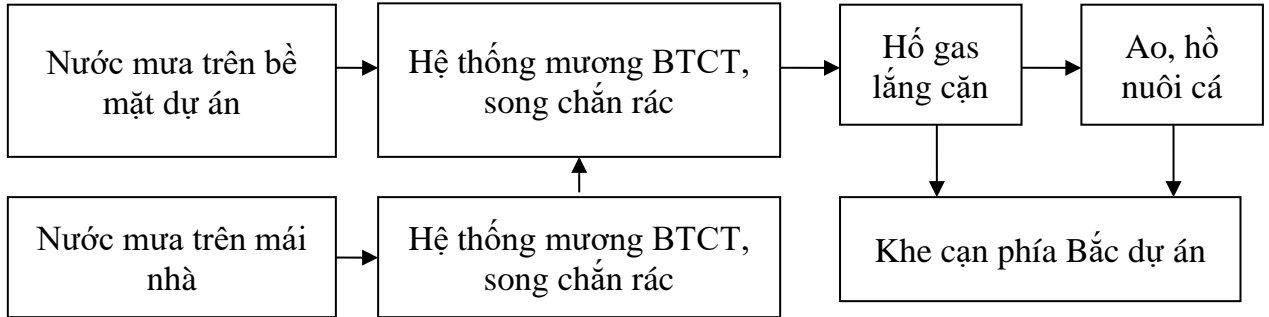 Nước mưa trên bề
mặt dự án
Hệ thống mương BTCT,
song chắn rác
Hố gas
lắng cặn
Ao, hồ
nuôi cá
Nước mưa trên mái
nhà
Hệ thống mương BTCT,
song chắn rác
Khe cạn phía Bắc dự án